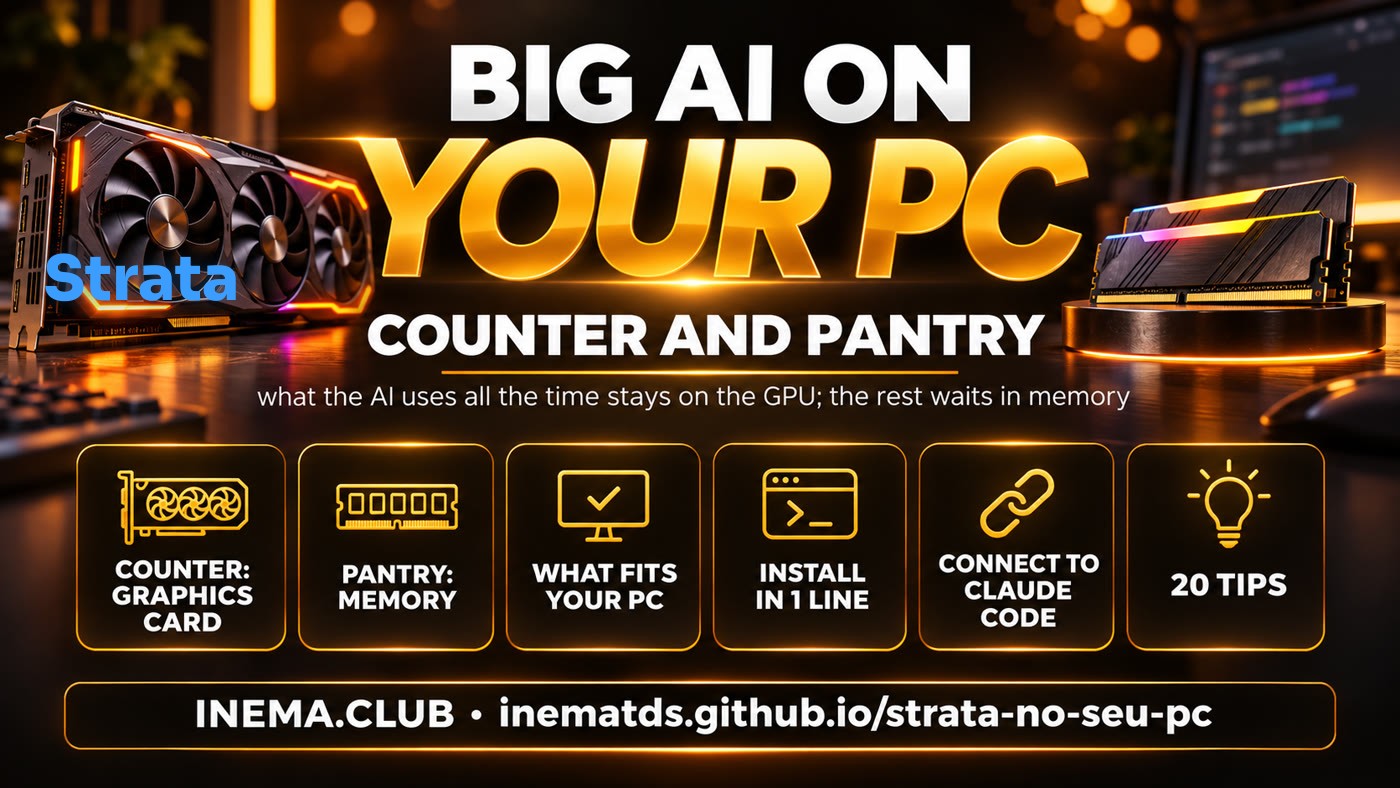 BIG AI ON
YOUR PC
Strata
COUNTER AND PANTRY
what the AI uses all the time stays on the GPU; the rest waits in memory
COUNTER:
GRAPHICS
CARD
PANTRY:
MEMORY
WHAT FITS
YOUR PC
INSTALL
IN 1 LINE
CONNECT TO
CLAUDE
CODE
20 TIPS
INEMA.CLUB • inematds.github.io/strata-no-seu-pc